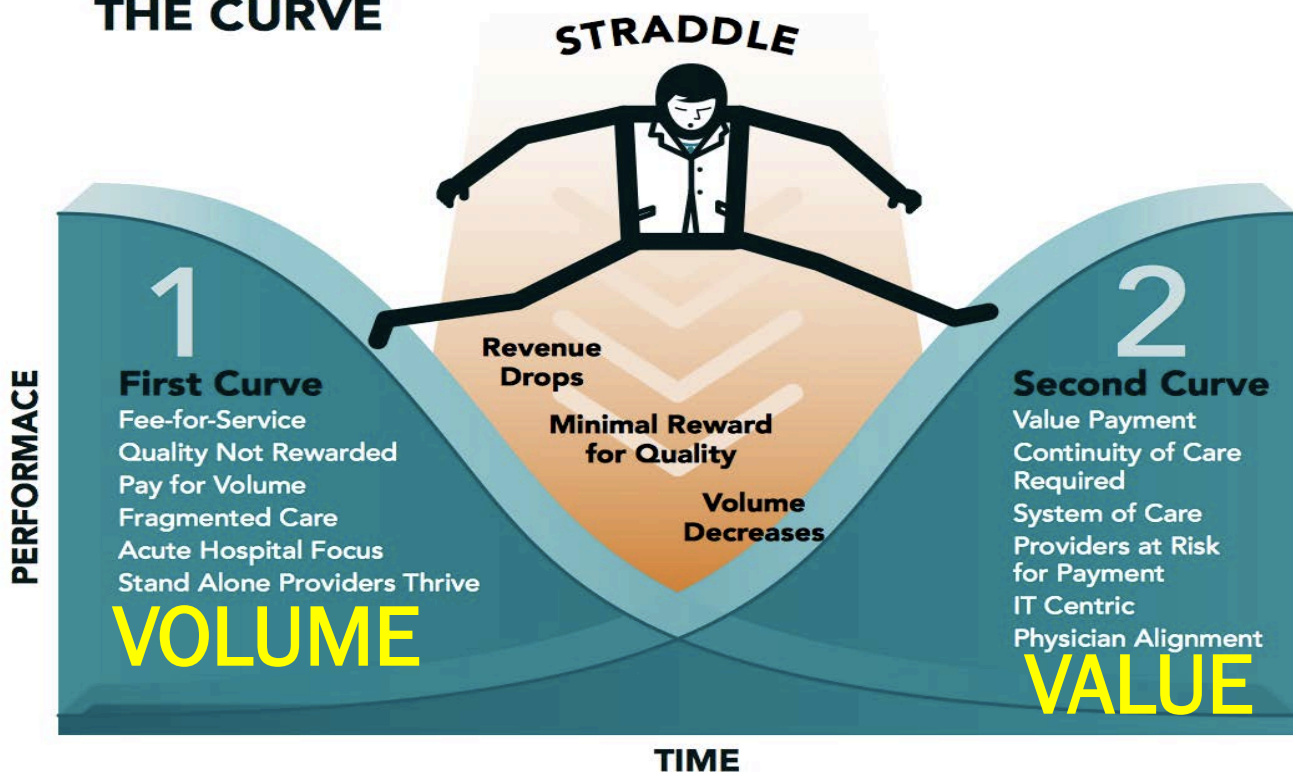 THE CURVE
STRADDLE
1
First Curve
Fee-for-Service
Quality Not Rewarded
Pay for Volume
Fragmented Care
Acute Hospital Focus
Stand Alone Providers Thrive
VOLUME
Revenue
Drops
Minimal Reward
for Quality
Volume
Decreases
2
Second Curve
Value Payment
Continuity of Care
Required
System of Care
Providers at Risk
for Payment
IT Centric
Physician Alignment
VALUE
PERFORMACE
TIME